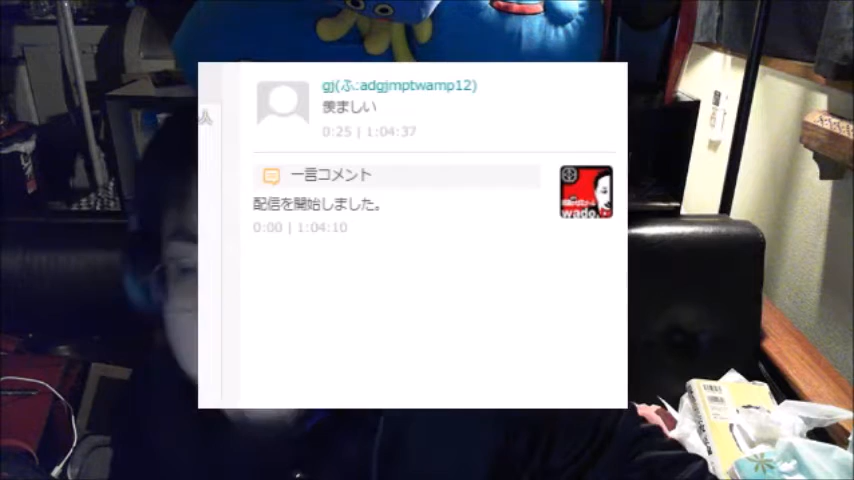 gj(ふ:adgjmptwamp12)
羨ましい
0:25 | 1:04:37
人
一言コメント
配信を開始しました。
0:00 | 1:04:10
wado.